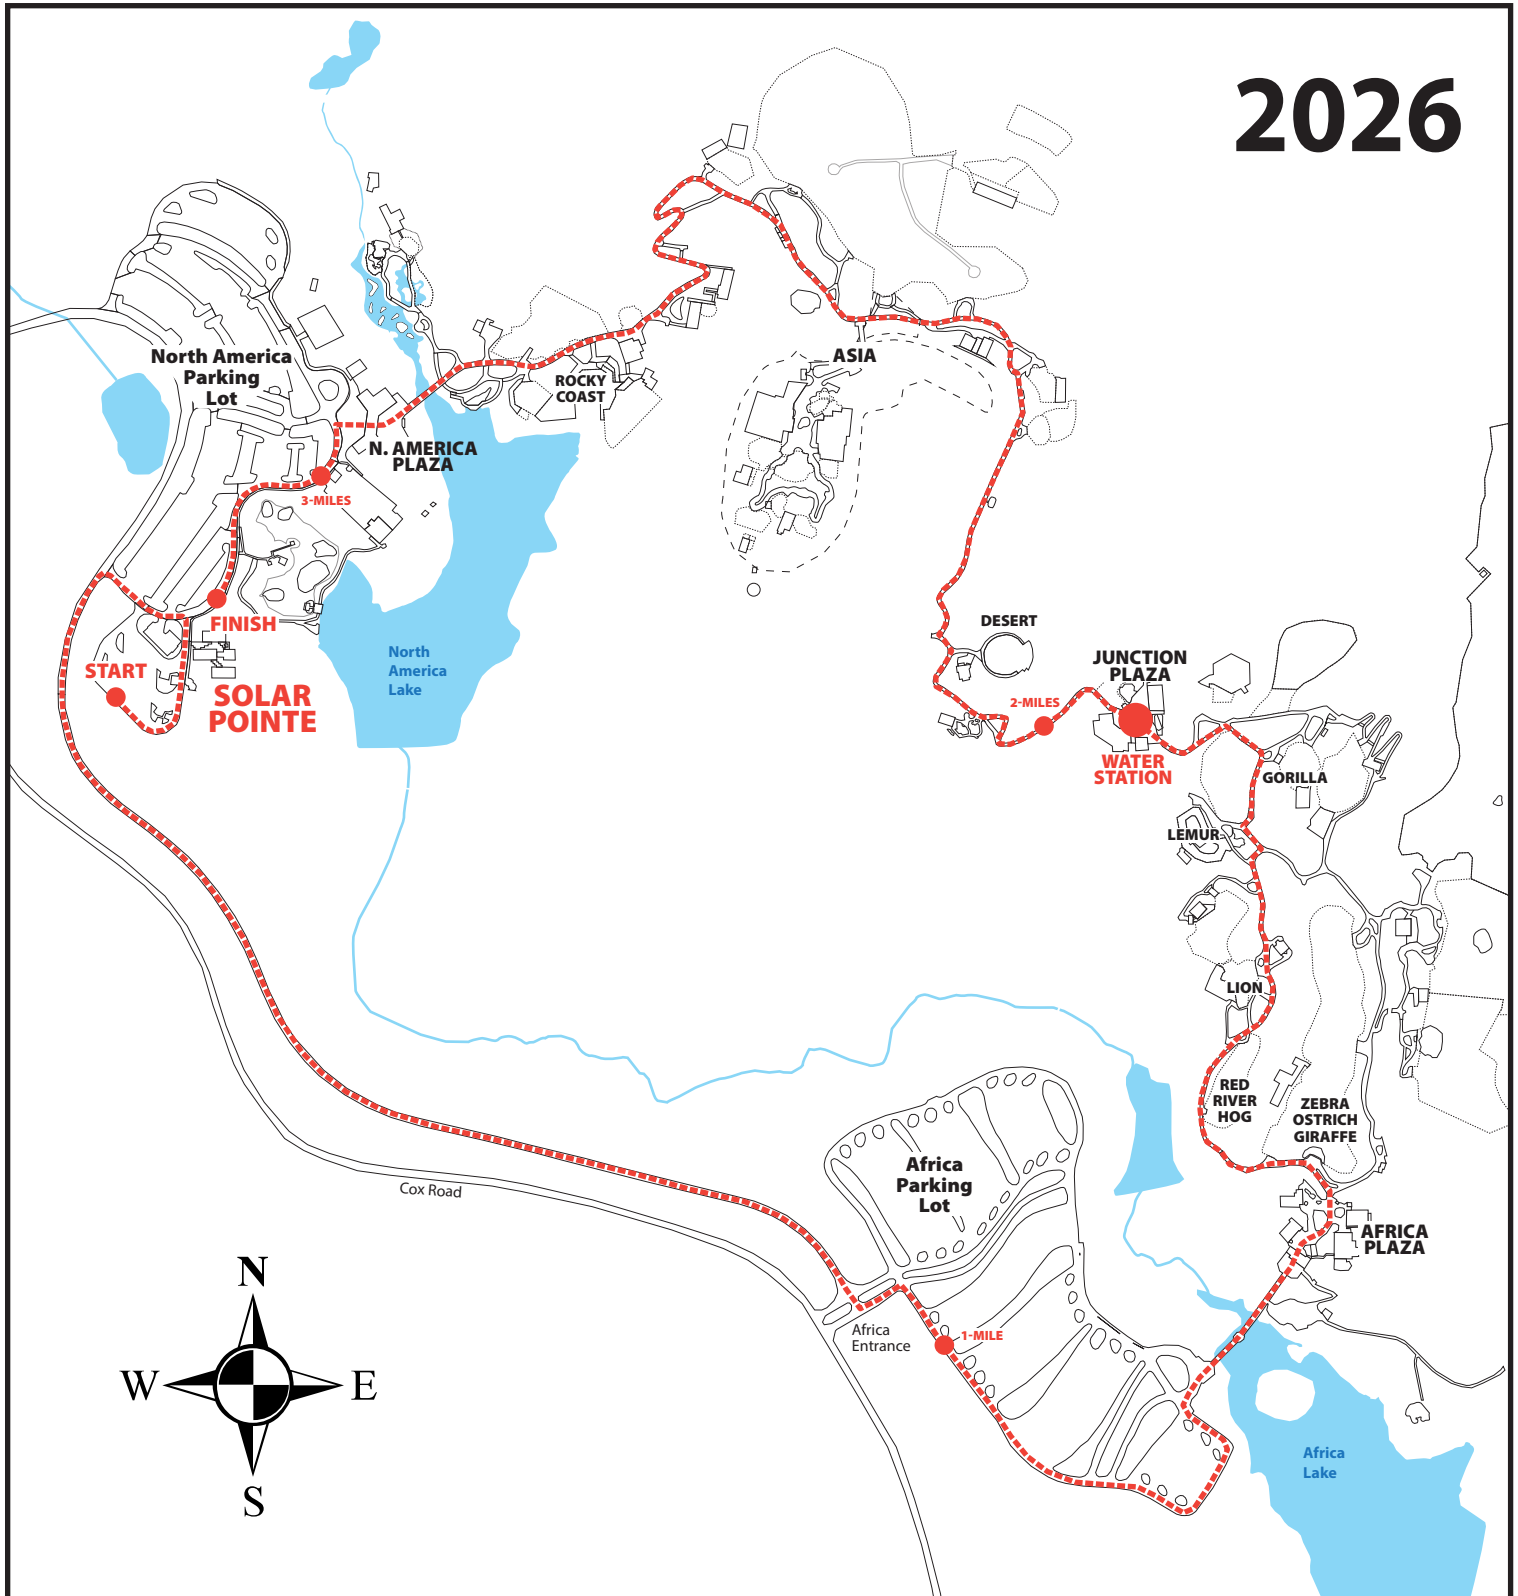 2026
North America
Parking
Lot
ASIA
ROCKY
COAST
N. AMERICA
PLAZA
3-MILES
FINISH
START
SOLAR
POINTE
North
America
Lake
DESERT
JUNCTION
PLAZA
2-MILES
WATER
STATION
GORILLA
LEMUR
LION
RED
RIVER
HOG
ZEBRA
OSTRICH
GIRAFFE
Africa
Parking
Lot
Cox Road
AFRICA
PLAZA
Africa
Entrance
1-MILE
N
W
E
S
Africa
Lake